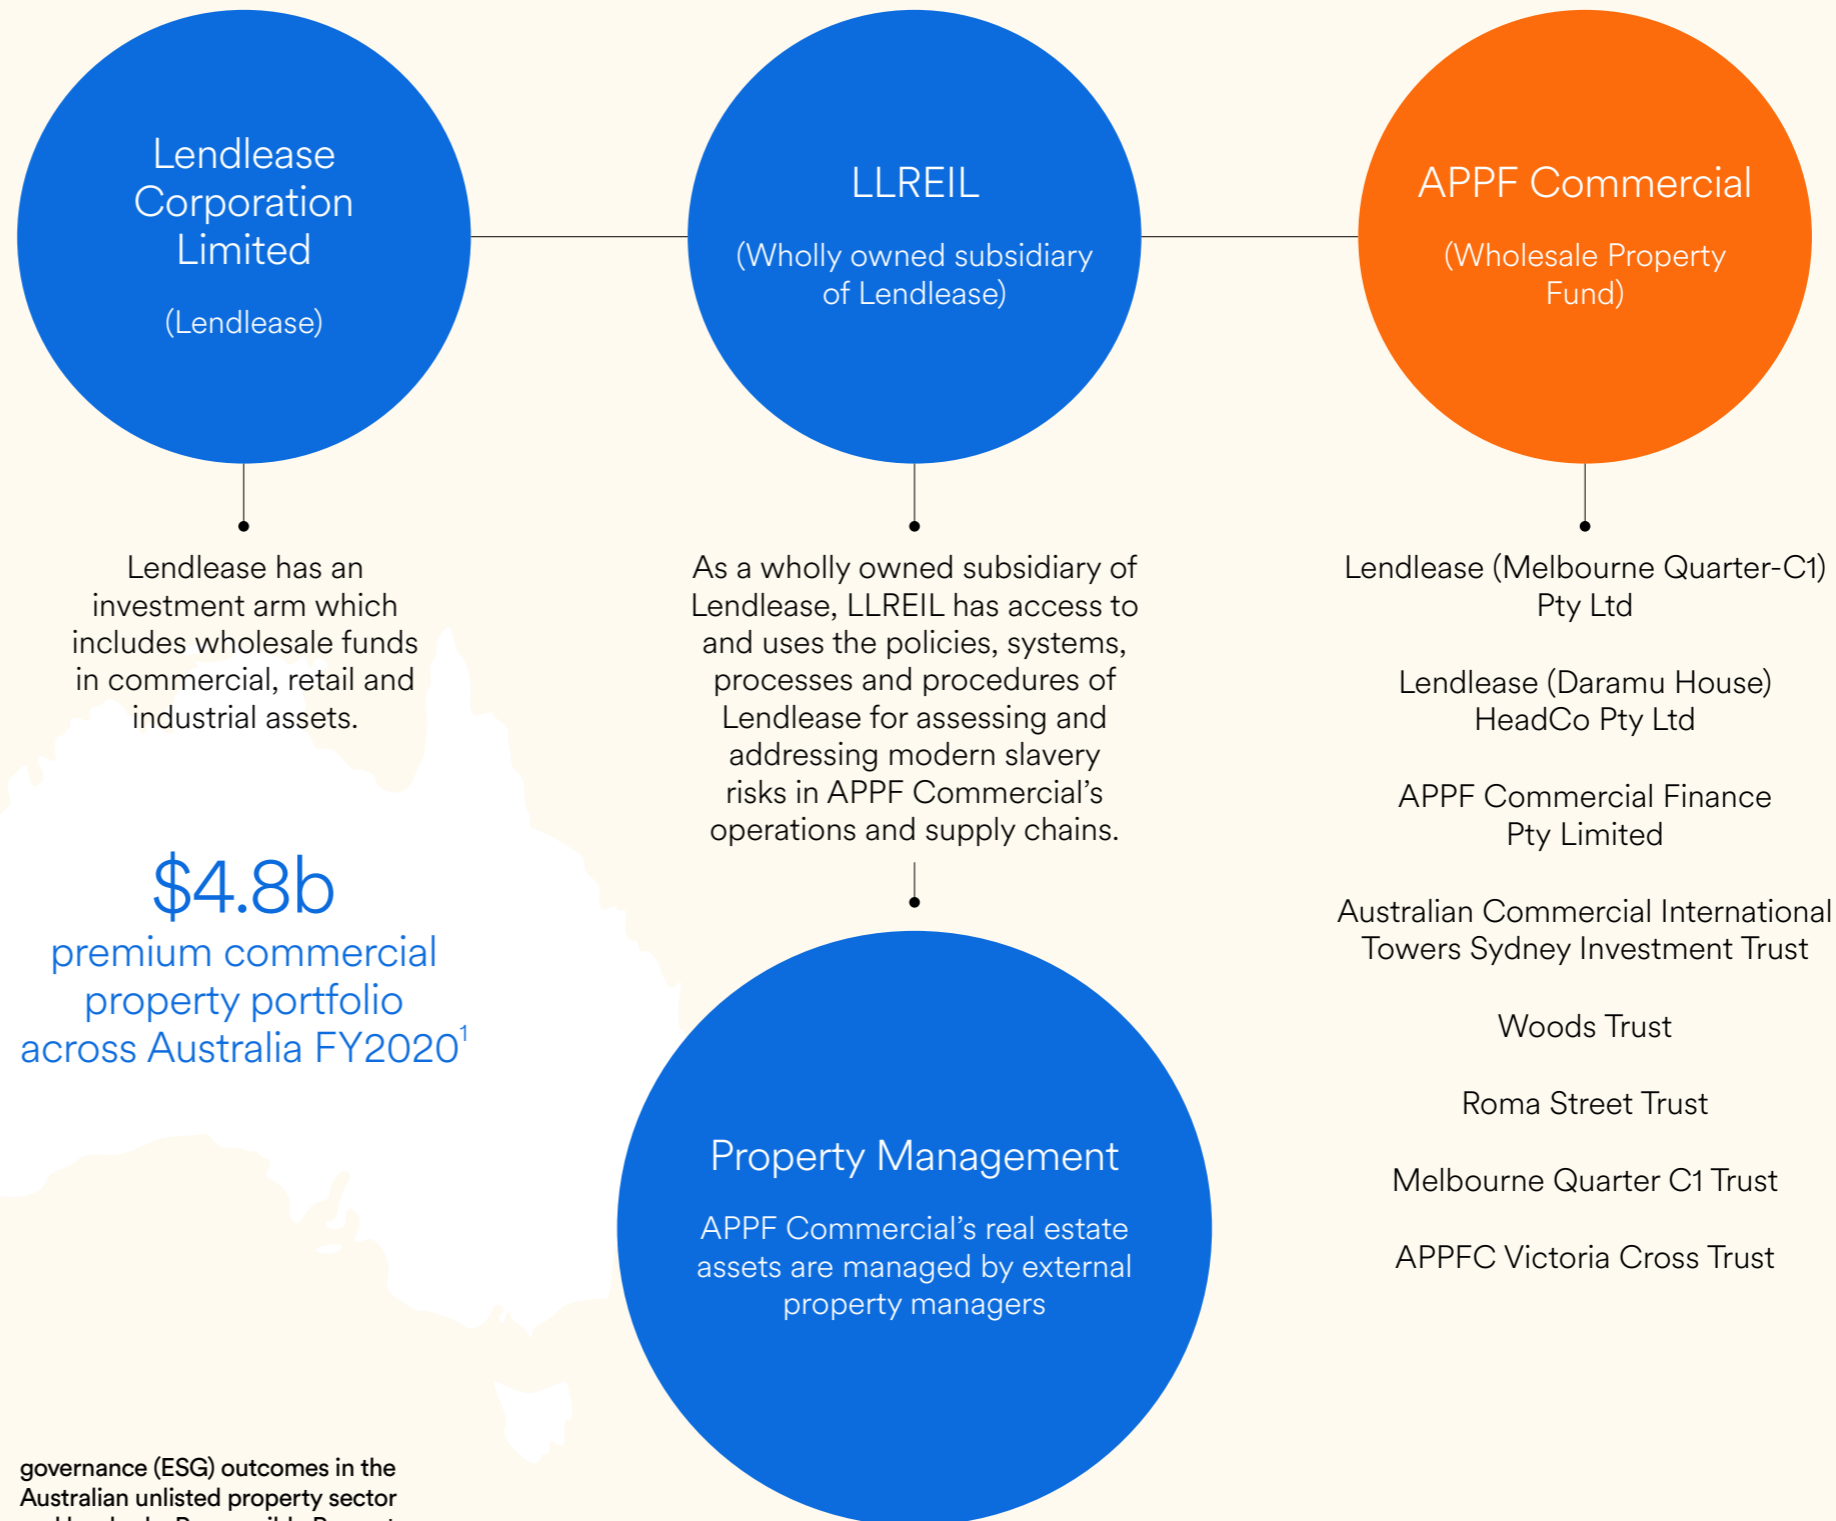 Lendlease
Corporation
Limited
(Lendlease)
LLREIL
(Wholly owned subsidiary
of Lendlease)
APPF Commercial
(Wholesale Property
Fund)
Lendlease has an
investment arm which
includes wholesale funds
in commercial, retail and
industrial assets.
$4.8b
premium commercial
property portfolio
across Australia FY2020¹
As a wholly owned subsidiary of
Lendlease, LLREIL has access to
and uses the policies, systems,
processes and procedures of
Lendlease for assessing and
addressing modern slavery
risks in APPF Commercial’s
operations and supply chains.
Property Management
APPF Commercial’s real estate
assets are managed by external
property managers
Lendlease (Melbourne Quarter-C1)
Pty Ltd
Lendlease (Daramu House)
HeadCo Pty Ltd
APPF Commercial Finance
Pty Limited
Australian Commercial International
Towers Sydney Investment Trust
Woods Trust
Roma Street Trust
Melbourne Quarter C1 Trust
APPFC Victoria Cross Trust
governance (ESG) outcomes in the
Australian unlisted property sector